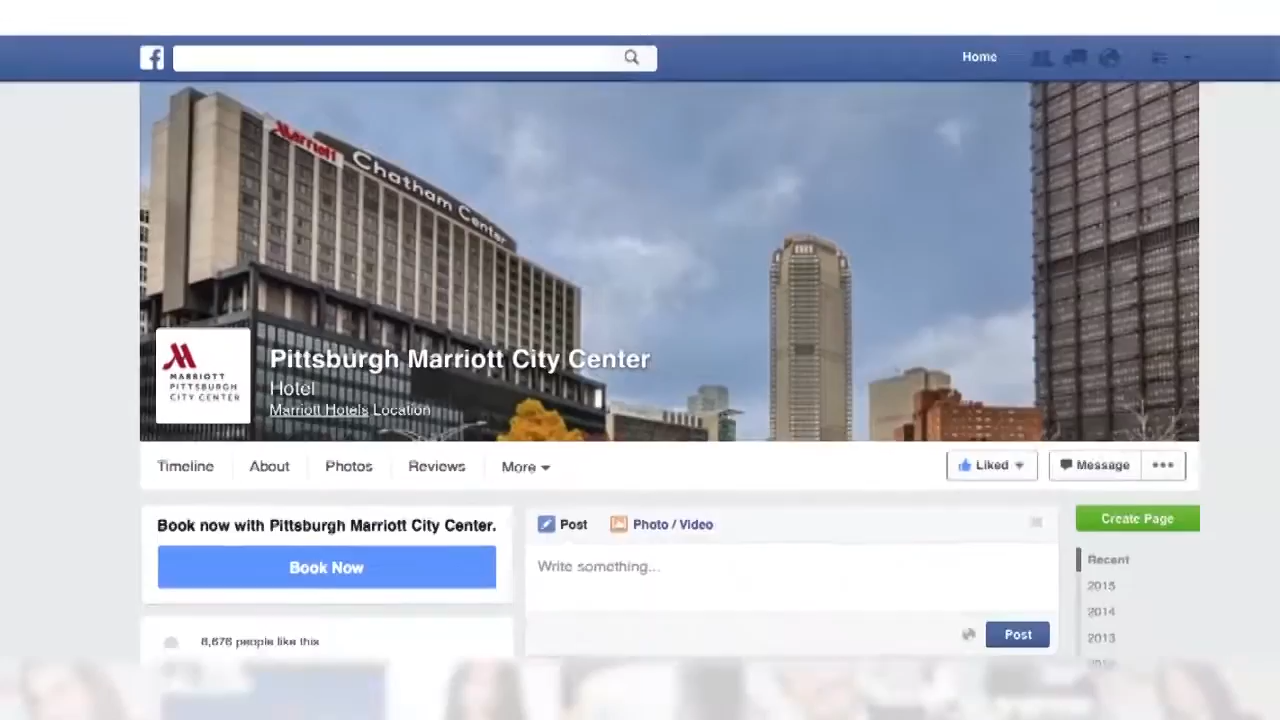 Home
Marriott
Chatham Center
MARRIOTT
PITTSBURGH
CITY CENTER
Pittsburgh Marriott City Center
Hotel
Marriott Hotels Location
Timeline
About
Photos
Reviews
More
Liked
Message
Book now with Pittsburgh Marriott City Center.
Book Now
Post
Photo / Video
Write something...
Post
Create Page
Recent
2015
2014
2013
people like this